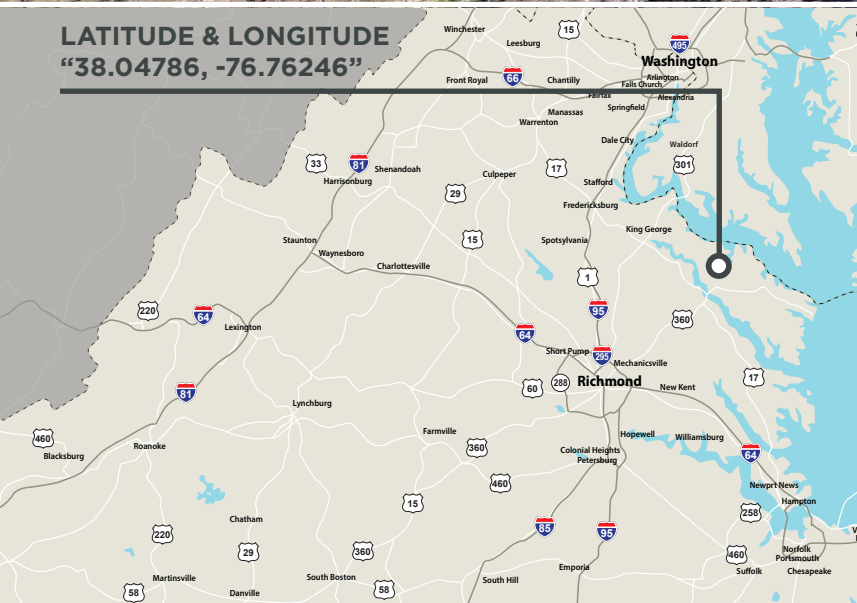 LATITUDE & LONGITUDE
“38.04786, -76.76246”
Winchester
15
Leesburg
495
Washington
Front Royal
66
Chantilly
Arlington
Falls Church
Fairfax
Alexandria
Springfield
Manassas
Warrenton
Dale City
Waldorf
33
81
Shenandoah
Harrisonburg
Culpeper
17
301
29
Stafford
Fredericksburg
King George
Staunton
15
Spotsylvania
Waynesboro
Charlottesville
1
220
64
95
360
Lexington
64
Short Pump
295
Mechanicsville
81
60
288
Richmond
New Kent
17
Lynchburg
460
Blacksburg
Roanoke
Farmville
360
Hopewell
Williamsburg
Colonial Heights
Petersburg
64
460
Newprt News
15
Hampton
258
Chatham
220
29
360
85
95
460
Norfolk
Portsmouth
Suffolk
Chesapeake
Emporia
Martinsville
58
Danville
South Boston
58
South Hill